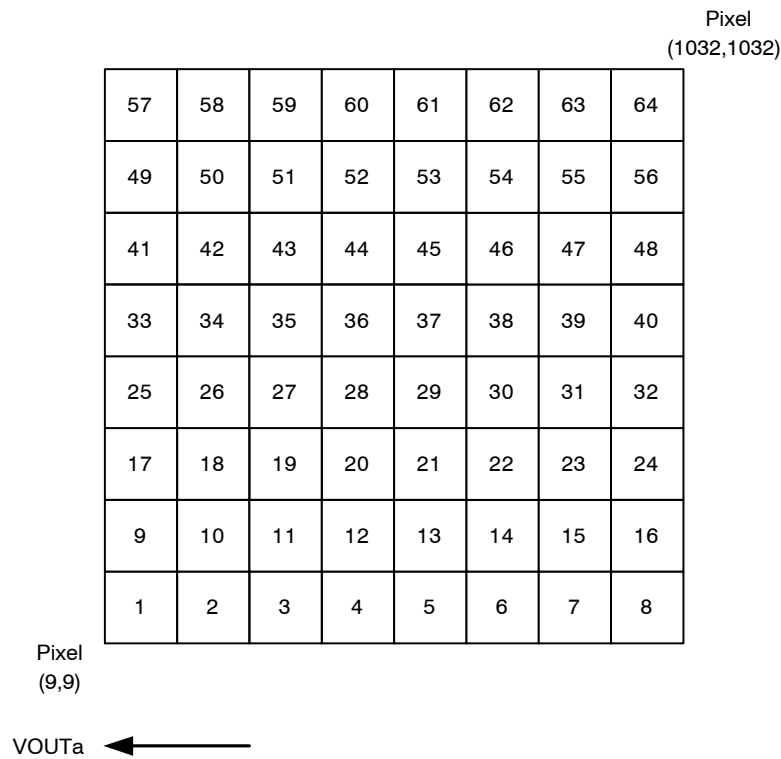 Pixel
(1032,1032)
57 58 59 60 61 62 63 64
49 50 51 52 53 54 55 56
41 42 43 44 45 46 47 48
33 34 35 36 37 38 39 40
25 26 27 28 29 30 31 32
17 18 19 20 21 22 23 24
9 10 11 12 13 14 15 16
1 2 3 4 5 6 7 8
Pixel
(9,9)
VOUTa